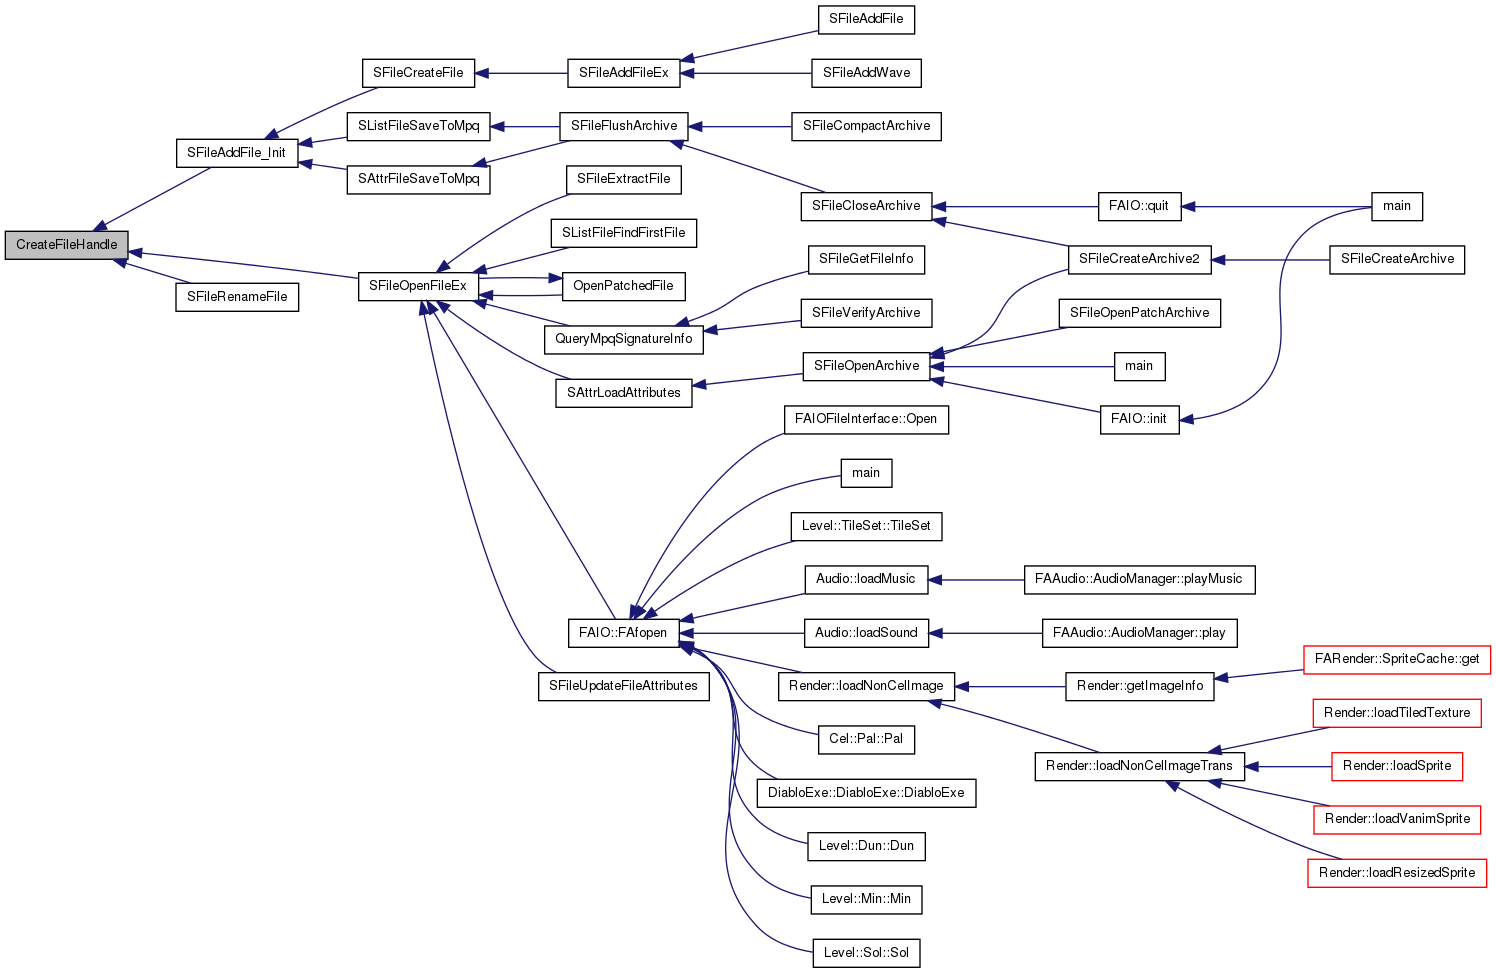 SFileAddFile
SFileCreateFile
SFileAddFileEx
SFileAddWave
SListFileSaveToMpq
SFileFlushArchive
SFileCompactArchive
SFileAddFile_Init
SAttrFileSaveToMpq
SFileExtractFile
SFileCloseArchive
FAIO::quit
main
CreateFileHandle
SListFileFindFirstFile
SFileGetFileInfo
SFileCreateArchive2
SFileCreateArchive
SFileRenameFile
SFileOpenFileEx
OpenPatchedFile
SFileVerifyArchive
SFileOpenPatchArchive
QueryMpqSignatureInfo
SFileOpenArchive
main
SAttrLoadAttributes
FAIOFileInterface::Open
FAIO::init
main
Level::TileSet::TileSet
Audio::loadMusic
FAAudio::AudioManager::playMusic
FAIO::FAfopen
Audio::loadSound
FAAudio::AudioManager::play
FARender::SpriteCache::get
SFileUpdateFileAttributes
Render::loadNonCelImage
Render::getImageInfo
Render::loadTiledTexture
Cel::Pal::Pal
Render::loadNonCelImageTrans
Render::loadSprite
DiabloExe::DiabloExe::DiabloExe
Render::loadVanimSprite
Level::Dun::Dun
Render::loadResizedSprite
Level::Min::Min
Level::Sol::Sol